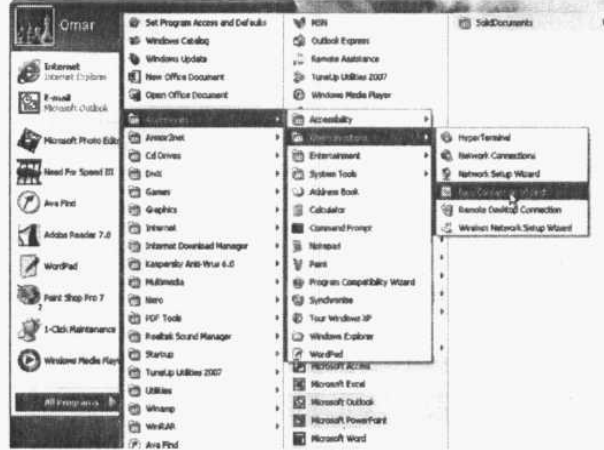 Omar
Internet
Internet Explorer
E-mail
Microsoft Outlook
Microsoft Photo Edit
Need For Speed III
Ava Find
Adobe Reader 7.0
WordPad
Paint Shop Pro 7
2
1-Click Maintenance
Windows Media Play
All Programs
Set Program Access and Defaults
Windows Catalog
Windows Update
New Office Document
Open Office Document
Accessories
Armor2net
Cd Drives
DivX
Games
Graphics
Internet
Internet Download Manager
Kaspersky Anti-Virus 6.0
Multimedia
Nero
PDF Tools
Realtek Sound Manager
Startup
TuneUp Utilities 2007
Utilities
Winamp
WinRAR
Ava Find
MSN
Outlook Express
Remote Assistance
TuneUp Utilities 2007
Windows Media Player
Accessibility
Communications
Entertainment
System Tools
Address Book
Calculator
Command Prompt
Notepad
Paint
Program Compatibility Wizard
Synchronize
Tour Windows XP
Windows Explorer
WordPad
Microsoft Access
Microsoft Excel
Microsoft Outlook
Microsoft PowerPoint
Microsoft Word
SolidDocuments
HyperTerminal
Network Connections
Network Setup Wizard
New Connection Wizard
Remote Desktop Connection
Wireless Network Setup Wizard